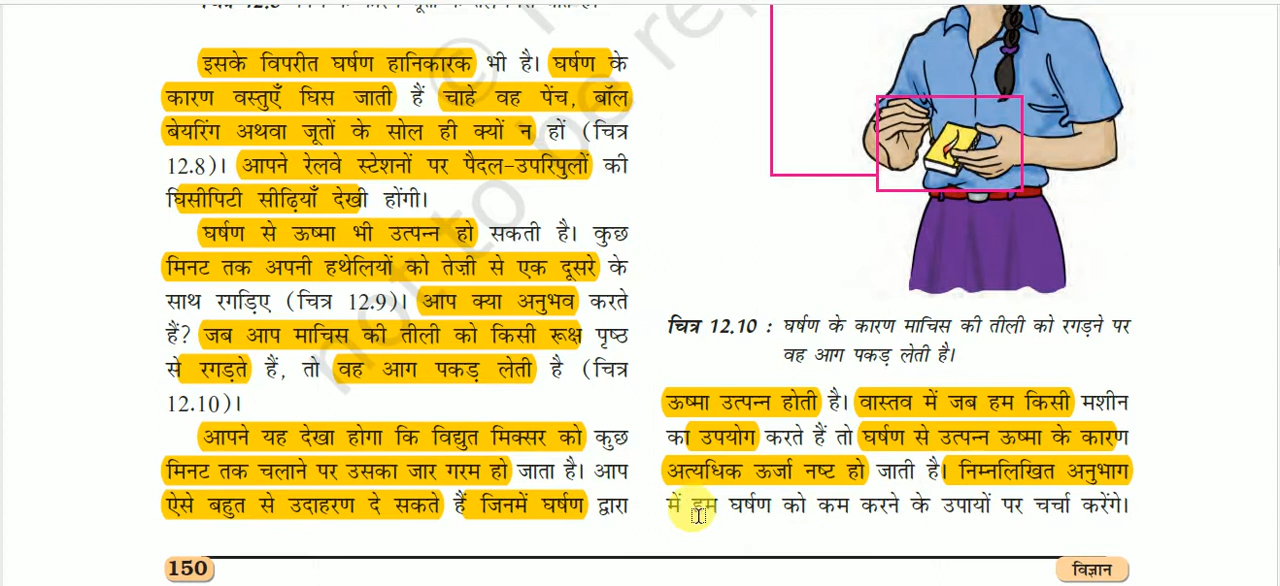 इसके विपरीत घर्षण हानिकारक भी है। घर्षण के
कारण वस्तुएँ घिस जाती हैं चाहे वह पेंच, बॉल
बेयरिंग अथवा जूतों के सोल ही क्यों न हों (चित्र
12.8)। आपने रेलवे स्टेशनों पर पैदल-उपरिपुलों की
घिसीपिटी सीढ़ियाँ देखी होंगी।
घर्षण से ऊष्मा भी उत्पन्न हो सकती है। कुछ
मिनट तक अपनी हथेलियों को तेज़ी से एक दूसरे के
साथ रगड़िए (चित्र 12.9)। आप क्या अनुभव करते
हैं? जब आप माचिस की तीली को किसी रूक्ष पृष्ठ
से रगड़ते हैं, तो वह आग पकड़ लेती है (चित्र
12.10)।
आपने यह देखा होगा कि विद्युत मिक्सर को कुछ
मिनट तक चलाने पर उसका जार गरम हो जाता है। आप
ऐसे बहुत से उदाहरण दे सकते हैं जिनमें घर्षण द्वारा
चित्र 12.10 : घर्षण के कारण माचिस की तीली को रगड़ने पर
वह आग पकड़ लेती है।
ऊष्मा उत्पन्न होती है। वास्तव में जब हम किसी मशीन
का उपयोग करते हैं तो घर्षण से उत्पन्न ऊष्मा के कारण
अत्यधिक ऊर्जा नष्ट हो जाती है। निम्नलिखित अनुभाग
में हम घर्षण को कम करने के उपायों पर चर्चा करेंगे।
150
विज्ञान
not to be re